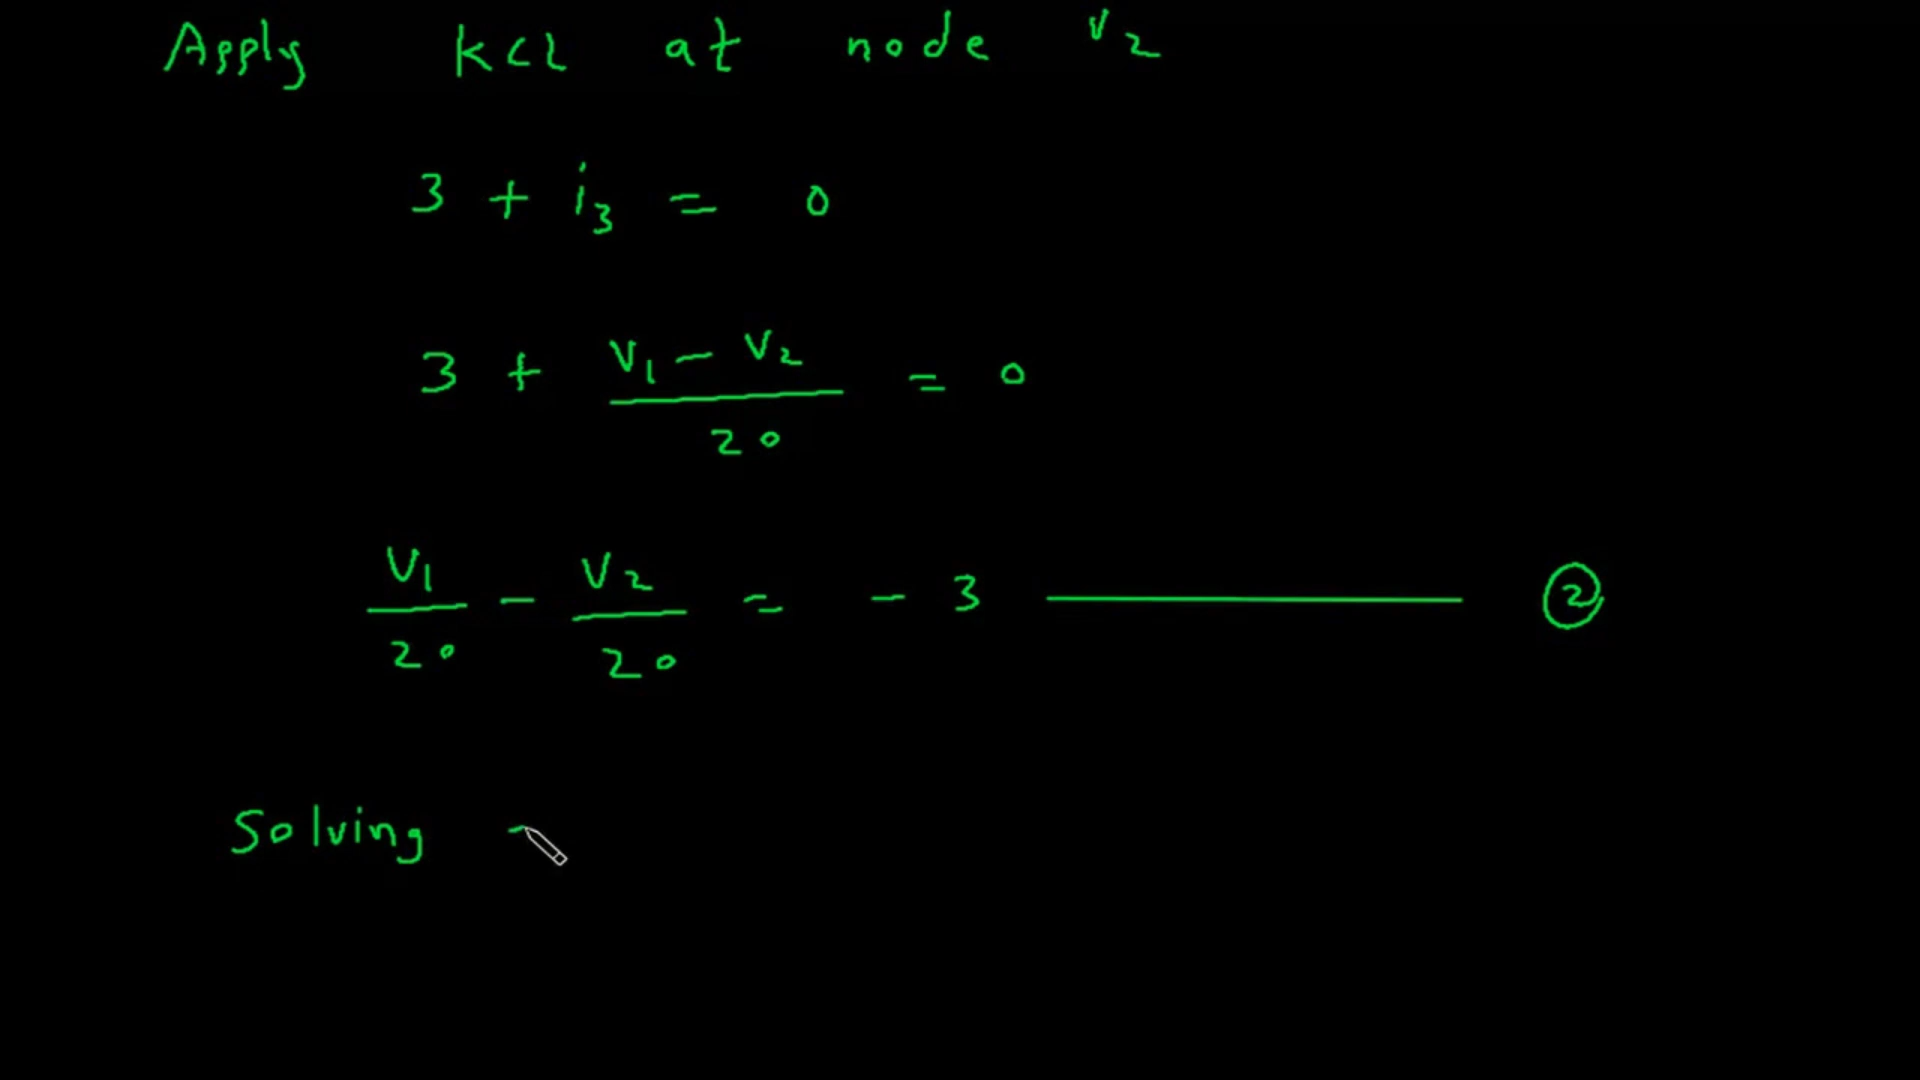 Apply KCL at node V2
3 + i3 = 0
3 + V1 - V2 / 20 = 0
V1 / 20 - V2 / 20 = - 3 ——— ②
Solving